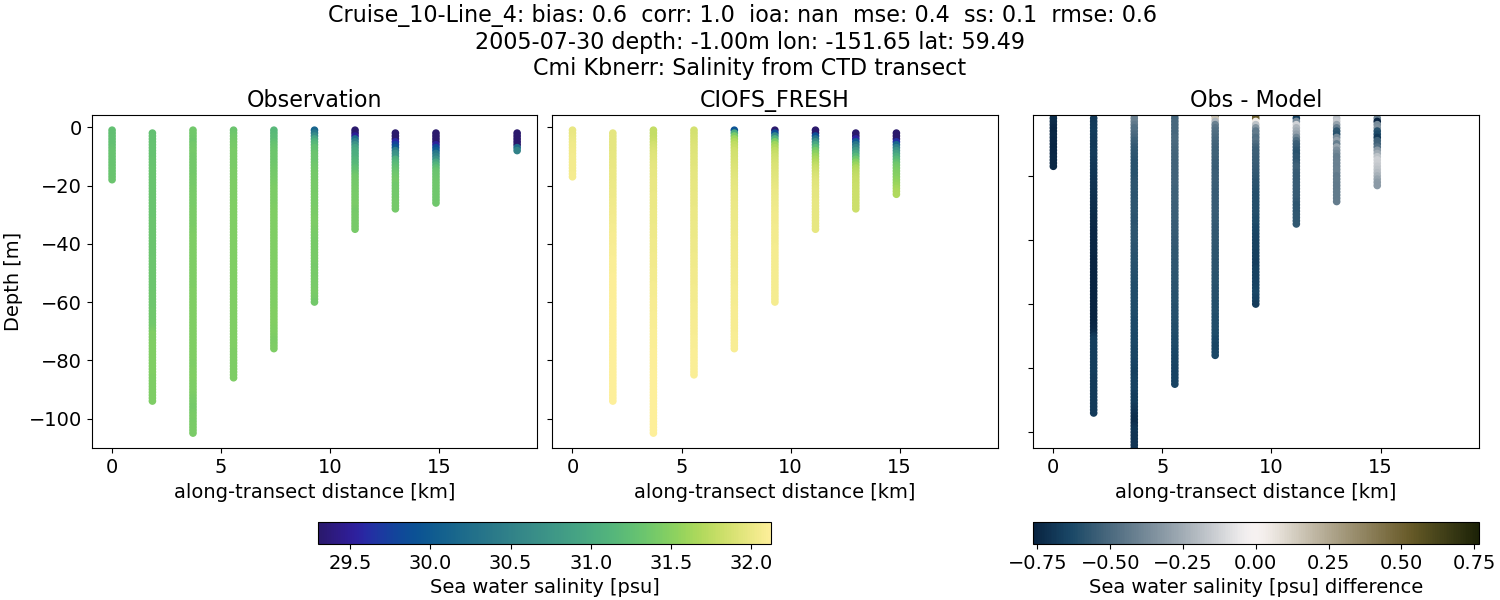 Cruise_10-Line_4: bias: 0.6  corr: 1.0  ioa: nan  mse: 0.4  ss: 0.1  rmse: 0.6
2005-07-30 depth: -1.00m lon: -151.65 lat: 59.49
Cmi Kbnerr: Salinity from CTD transect
Observation
CIOFS_FRESH
Obs - Model
0
−20
−40
−60
−80
−100
Depth [m]
0 5 10 15
0 5 10 15
0 5 10 15
along-transect distance [km]
along-transect distance [km]
along-transect distance [km]
29.5 30.0 30.5 31.0 31.5 32.0
Sea water salinity [psu]
−0.75 −0.50 −0.25 0.00 0.25 0.50 0.75
Sea water salinity [psu] difference